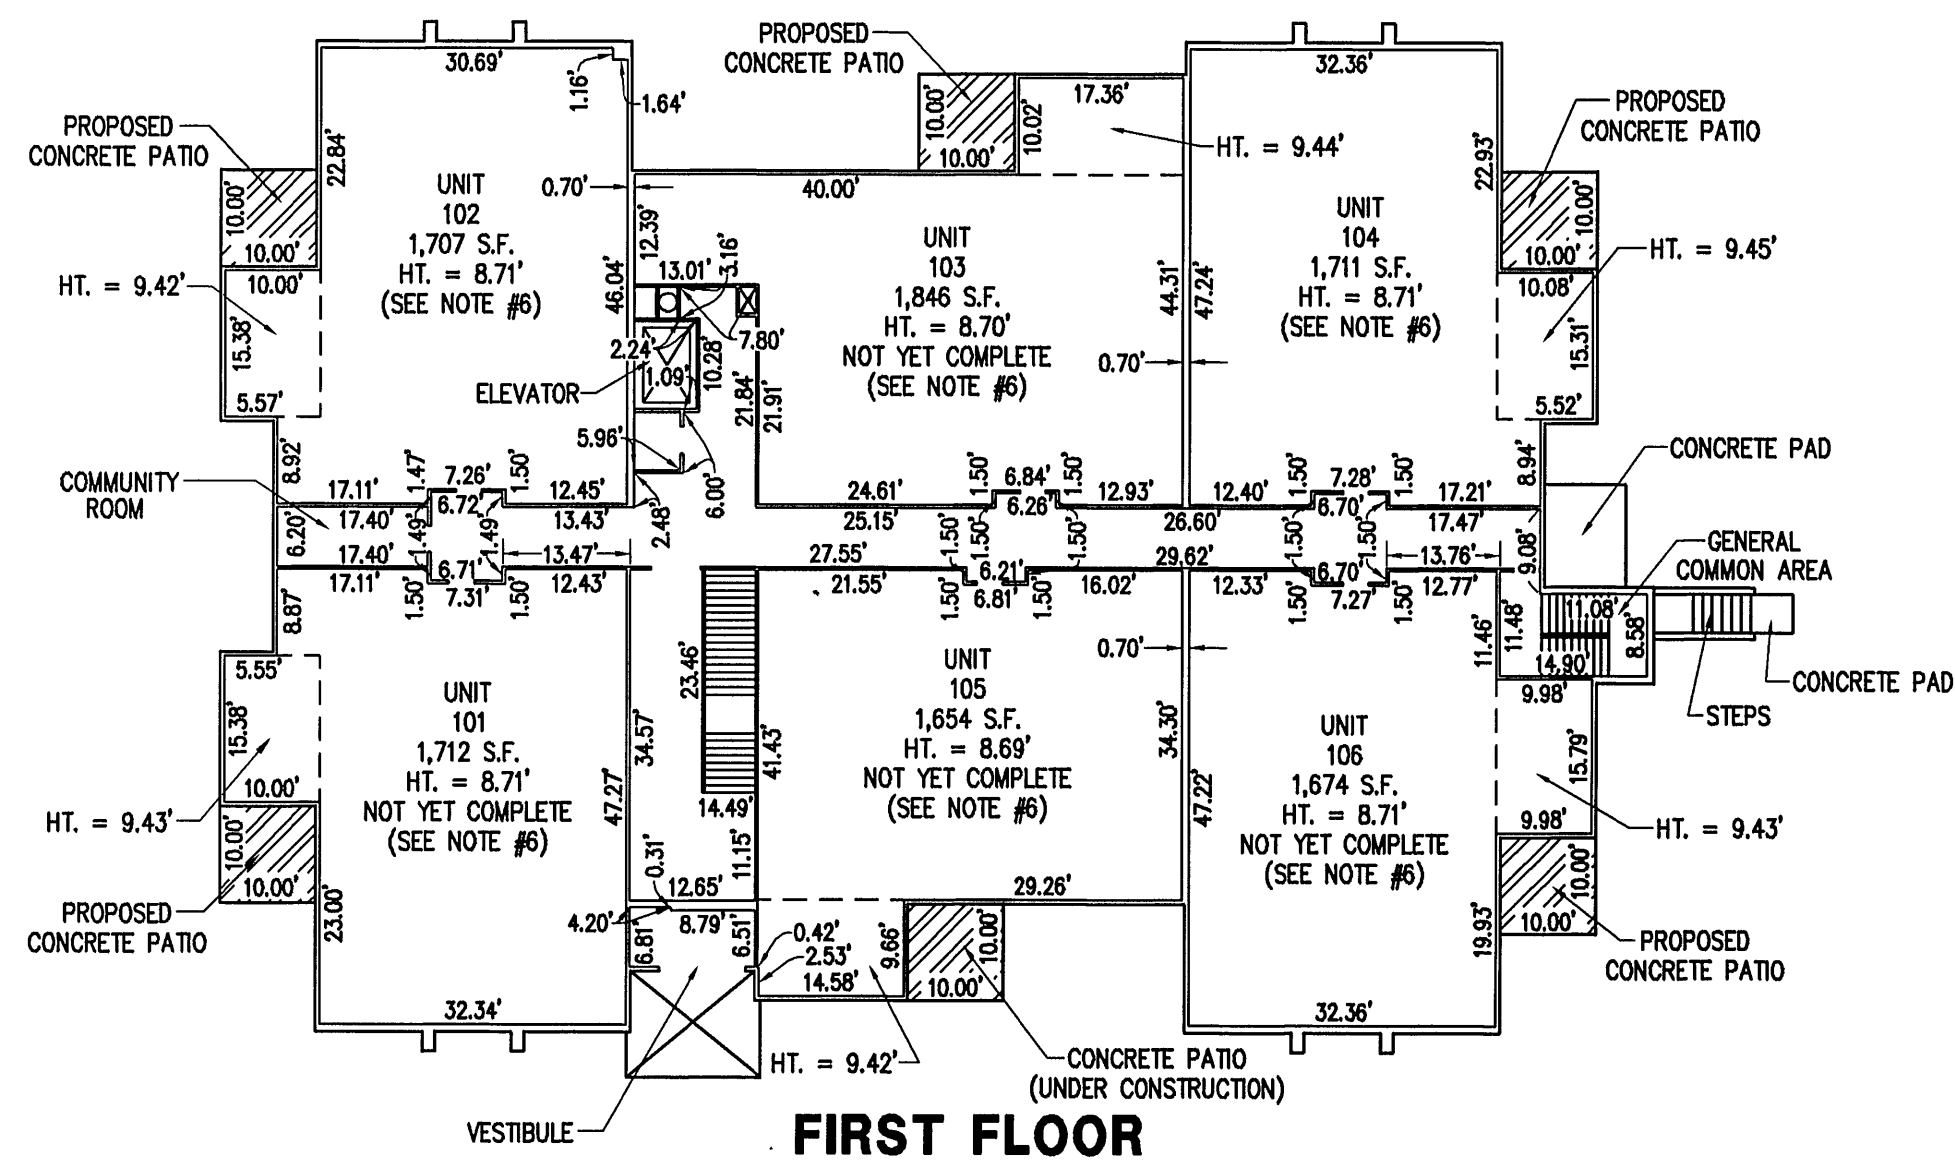 PROPOSED
CONCRETE PATIO
30.69'
1.16'
1.64'
17.36'
32.36'
PROPOSED
CONCRETE PATIO
10.00'
10.00'
22.84'
10.00'
10.00'
10.02'
HT. = 9.44'
PROPOSED
CONCRETE PATIO
22.93'
10.00'
10.00'
UNIT
102
1,707 S.F.
HT. = 8.71'
(SEE NOTE #6)
0.70'
40.00'
12.39'
46.04'
13.01'
3.16'
UNIT
103
1,846 S.F.
HT. = 8.70'
NOT YET COMPLETE
(SEE NOTE #6)
44.31'
47.24'
0.70'
UNIT
104
1,711 S.F.
HT. = 8.71'
(SEE NOTE #6)
HT. = 9.45'
10.08'
15.31'
5.52'
HT. = 9.42'
10.00'
15.38'
5.57'
2.24'
7.80'
10.28'
1.09'
ELEVATOR
21.84'
21.91'
5.96'
6.00'
2.48'
CONCRETE PAD
COMMUNITY
ROOM
8.92'
17.11'
1.47'
7.26'
1.50'
12.45'
24.61'
1.50'
6.84'
1.50'
12.93'
12.40'
1.50'
7.28'
1.50'
17.21'
8.94'
6.20'
17.40'
1.49'
6.72'
1.49'
13.43'
25.15'
1.50'
6.26'
1.50'
26.60'
1.50'
6.70'
1.50'
17.47'
9.08'
17.40'
6.71'
13.47'
27.55'
1.50'
6.21'
29.62'
6.70'
13.76'
GENERAL
COMMON AREA
17.11'
1.50'
7.31'
1.50'
12.43'
21.55'
1.50'
6.81'
1.50'
16.02'
12.33'
1.50'
7.27'
1.50'
12.77'
8.87'
5.55'
15.38'
10.00'
11.08'
8.58'
14.90'
11.46'
11.48'
9.98'
CONCRETE PAD
STEPS
UNIT
101
1,712 S.F.
HT. = 8.71'
NOT YET COMPLETE
(SEE NOTE #6)
34.57'
47.27'
23.46'
41.43'
14.49'
0.70'
UNIT
105
1,654 S.F.
HT. = 8.69'
NOT YET COMPLETE
(SEE NOTE #6)
34.30'
47.22'
UNIT
106
1,674 S.F.
HT. = 8.71'
NOT YET COMPLETE
(SEE NOTE #6)
15.79'
9.98'
HT. = 9.43'
HT. = 9.43'
10.00'
10.00'
PROPOSED
CONCRETE PATIO
23.00'
0.31'
12.65'
11.15'
29.26'
4.20'
6.81'
8.79'
6.51'
0.42'
2.53'
14.58'
9.66'
10.00'
10.00'
19.93'
10.00'
10.00'
PROPOSED
CONCRETE PATIO
32.34'
32.36'
HT. = 9.42'
CONCRETE PATIO
(UNDER CONSTRUCTION)
VESTIBULE
FIRST FLOOR